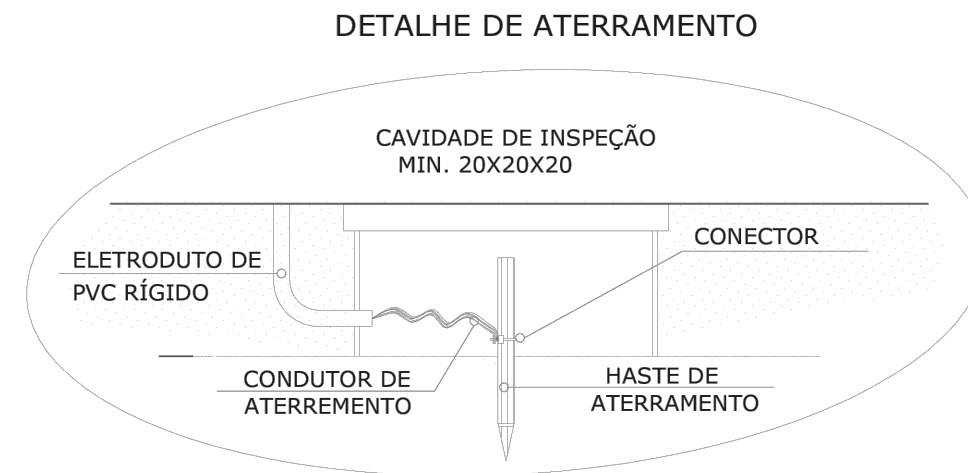 DETALHE DE ATERRAMENTO
CAVIDADE DE INSPEÇÃO
MIN. 20X20X20
CONECTOR
ELETRODUTO DE
PVC RÍGIDO
CONDUTOR DE
ATERREMENTO
HASTE DE
ATERRAMENTO